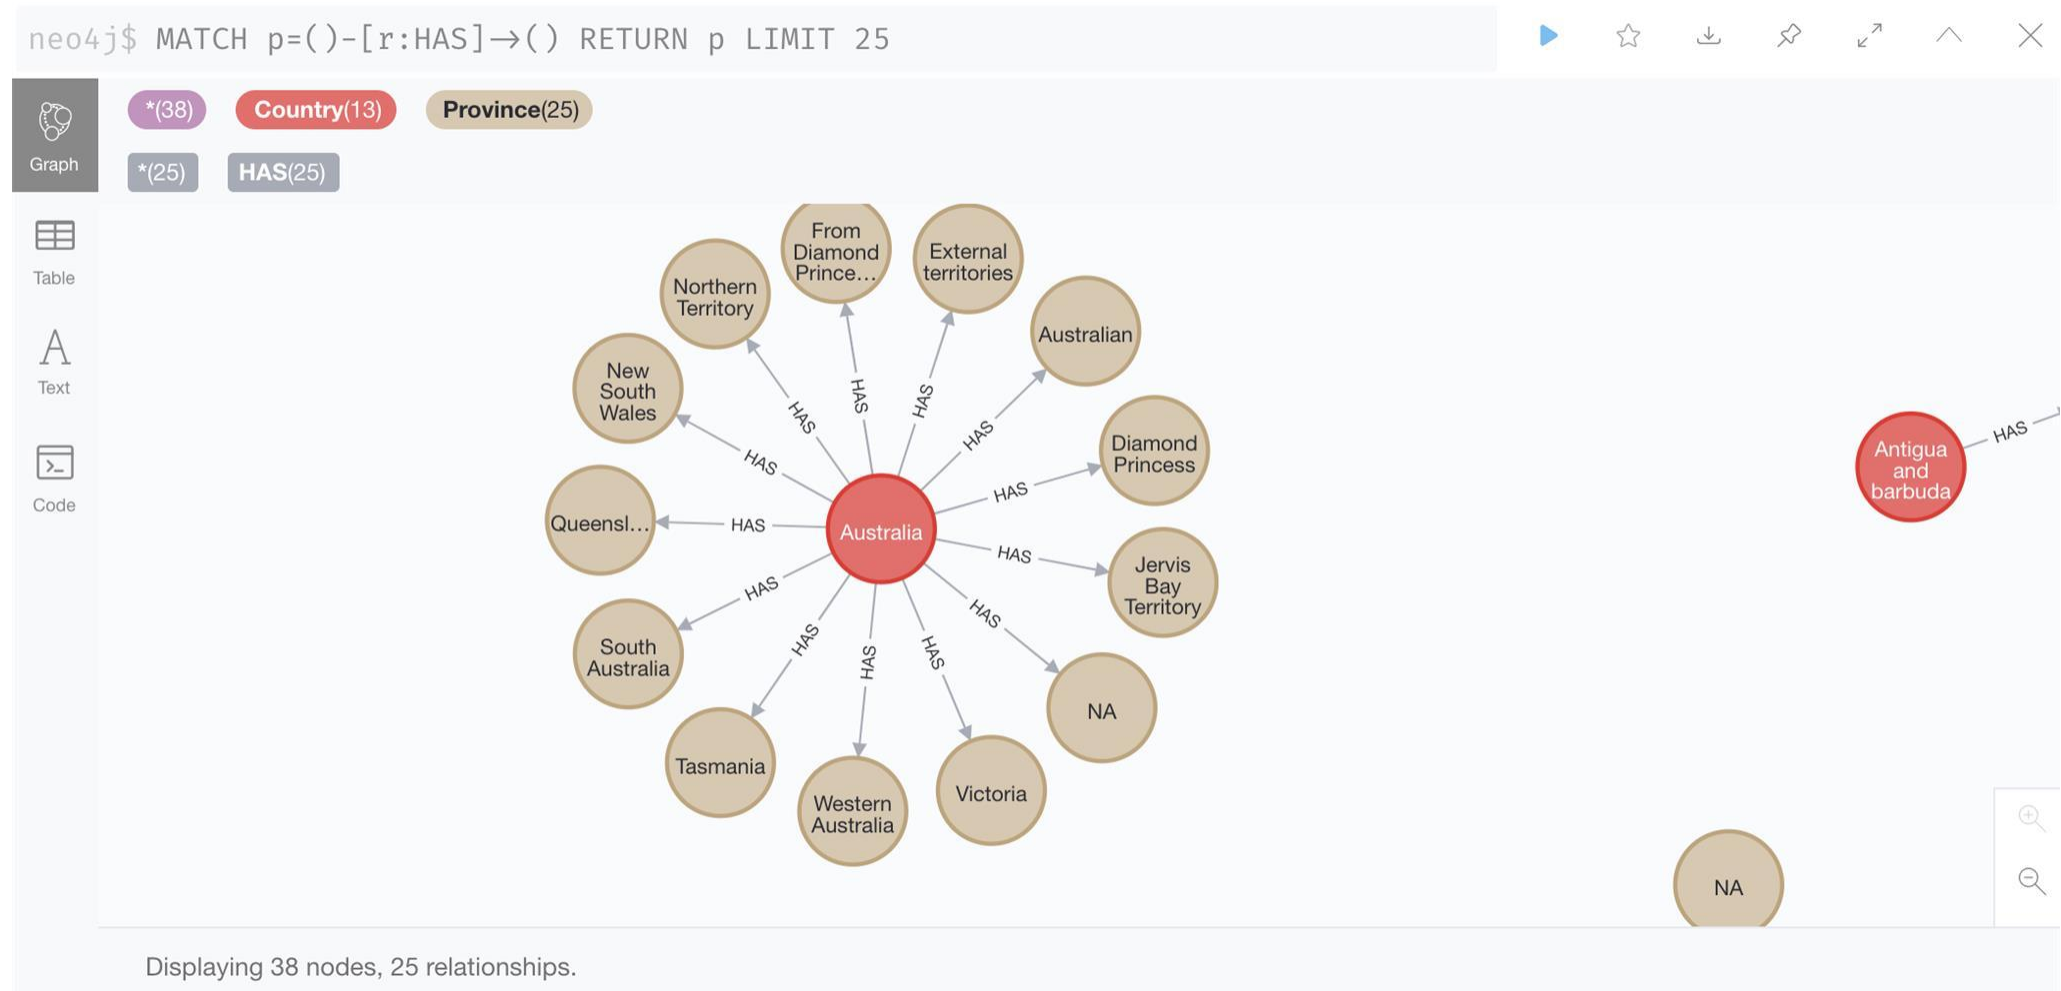 neo4j$ MATCH p=()-[r:HAS]→() RETURN p LIMIT 25
*(38) Country(13) Province(25)
*(25) HAS(25)
Graph
Table
Text
Code
From
Diamond
Prince…
External
territories
Northern
Territory
Australian
New
South
Wales
Diamond
Princess
Queensl…
Australia
Jervis
Bay
Territory
South
Australia
NA
Tasmania
Western
Australia
Victoria
HAS
HAS
HAS
HAS
HAS
HAS
HAS
HAS
HAS
HAS
HAS
HAS
HAS
Antigua
and
barbuda
HAS
NA
Displaying 38 nodes, 25 relationships.